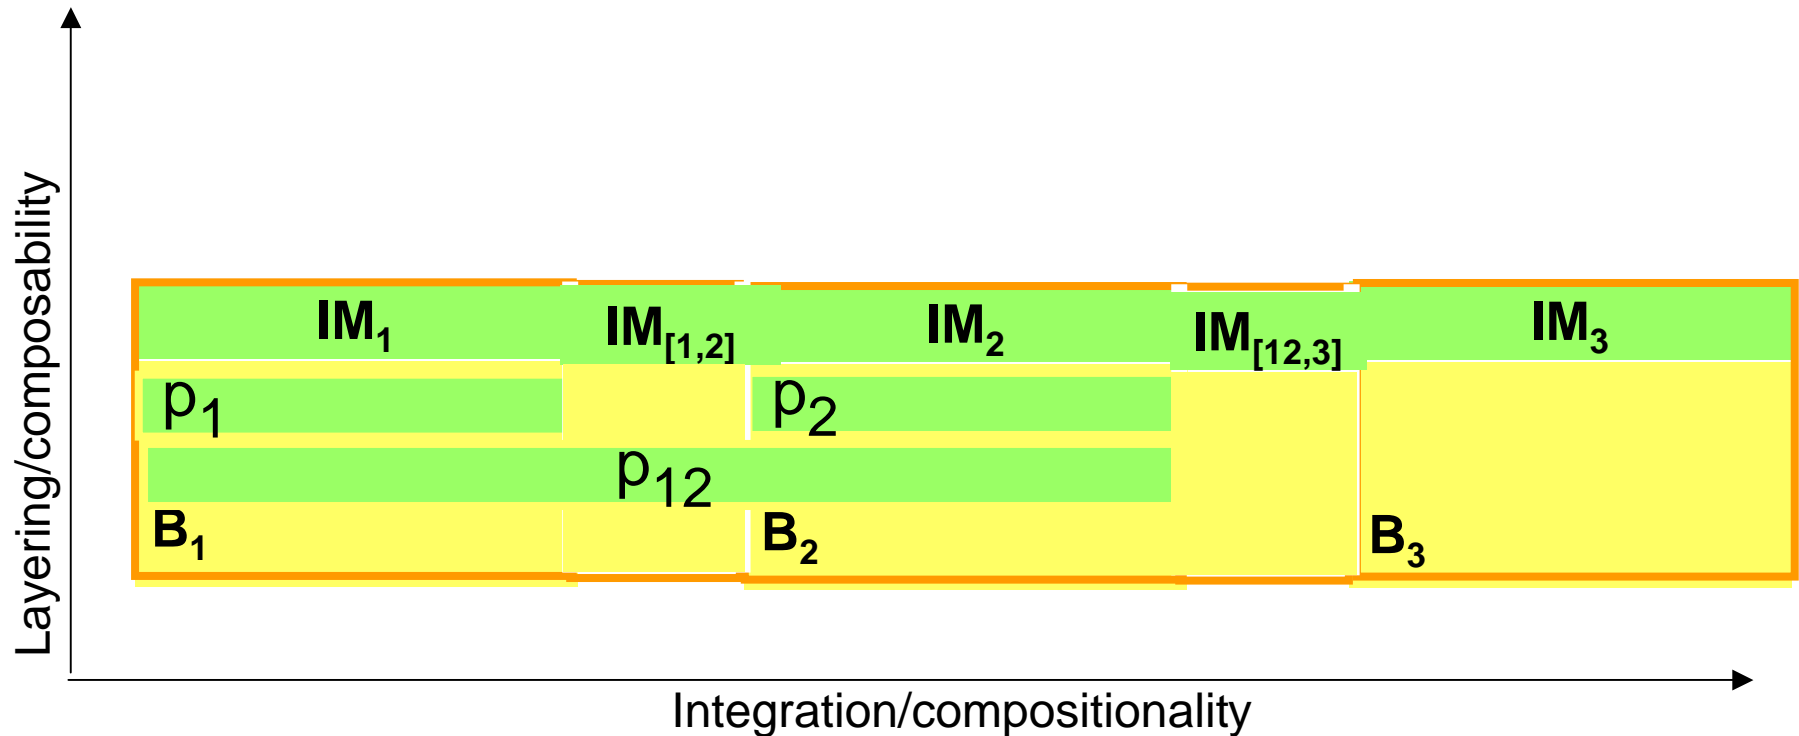 Layering/composability
IM₁ IM₍[1,2]₎ IM₂ IM₍[12,3]₎ IM₃
p₁ p₂
p₁₂
B₁ B₂ B₃
Integration/compositionality